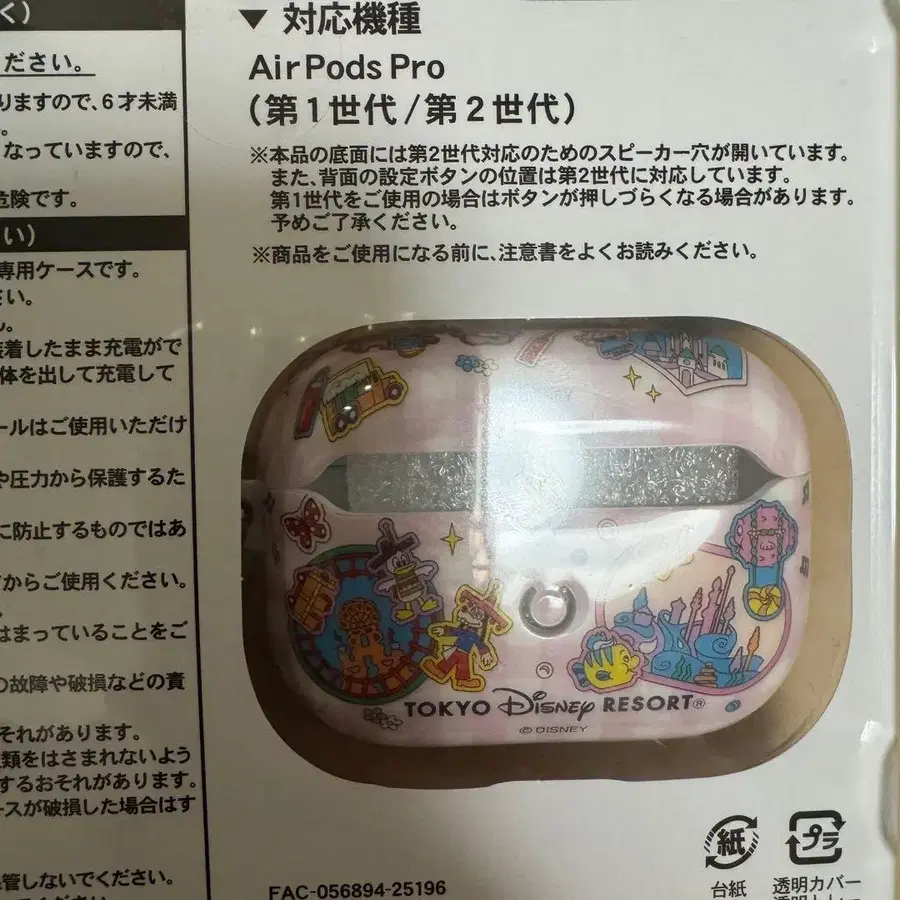 く)
ださい。
りますので、6才未満
。
なっていますので、
危険です。
い)
専用ケースです。
さい。
ん。
装着したまま充電がで
体を出して充電して
ールはご使用いただけ
や圧力から保護するた
に防止するものではあ
てからご使用ください。
はまっていることをご
の故障や破損などの責
それがあります。
類をはさまれないよう
するおそれがあります。
ースが破損した場合はす
管しないでください。
▼ 対応機種
AirPods Pro
(第1世代/第2世代)
※本品の底面には第2世代対応のためのスピーカー穴が開いています。
また、背面の設定ボタンの位置は第2世代に対応しています。
第1世代をご使用の場合はボタンが押しづらくなる場合があります。
予めご了承ください。
※商品をご使用になる前に、注意書をよくお読みください。
TOKYO Disney RESORT®
© DISNEY
FAC-056894-25196
紙
台紙
プラ
透明カバー